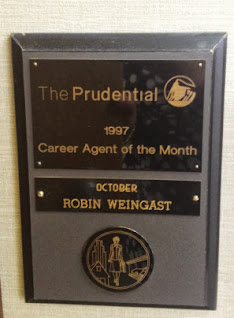 The Prudential
1997
Career Agent of the Month
OCTOBER
ROBIN WEINGAST